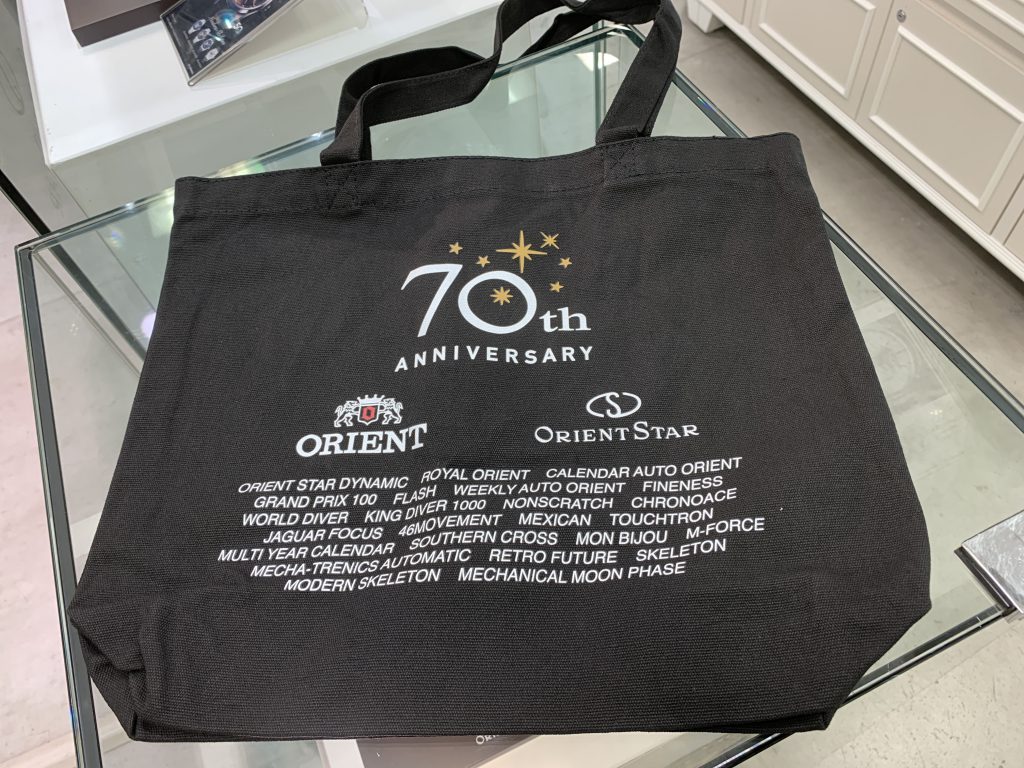 70th
ANNIVERSARY
ORIENT
ORIENT STAR
ORIENT STAR DYNAMIC ROYAL ORIENT CALENDAR AUTO ORIENT
GRAND PRIX 100 FLASH WEEKLY AUTO ORIENT FINENESS
WORLD DIVER KING DIVER 1000 NONSCRATCH CHRONOACE
JAGUAR FOCUS 46MOVEMENT MEXICAN TOUCHTRON
MULTI YEAR CALENDAR SOUTHERN CROSS MON BIJOU M-FORCE
MECHA-TRENICS AUTOMATIC RETRO FUTURE SKELETON
MODERN SKELETON MECHANICAL MOON PHASE